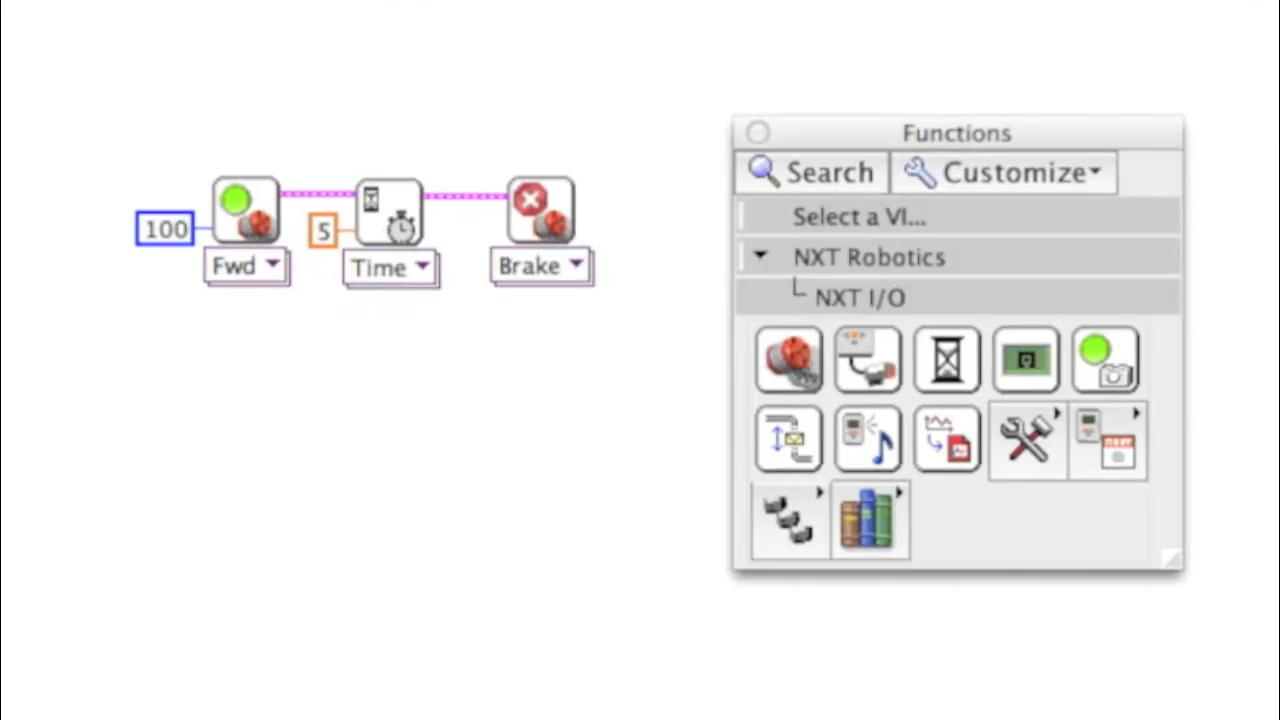 100
Fwd
5
Time
Brake
Functions
Search
Customize
Select a VI...
NXT Robotics
NXT I/O